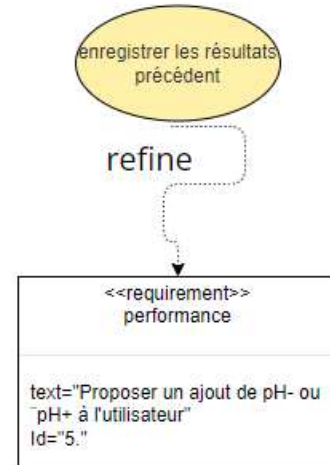 enregistrer les résultats
précédent
refine
<<requirement>>
performance
text="Proposer un ajout de pH- ou
pH+ à l'utilisateur"
Id="5."